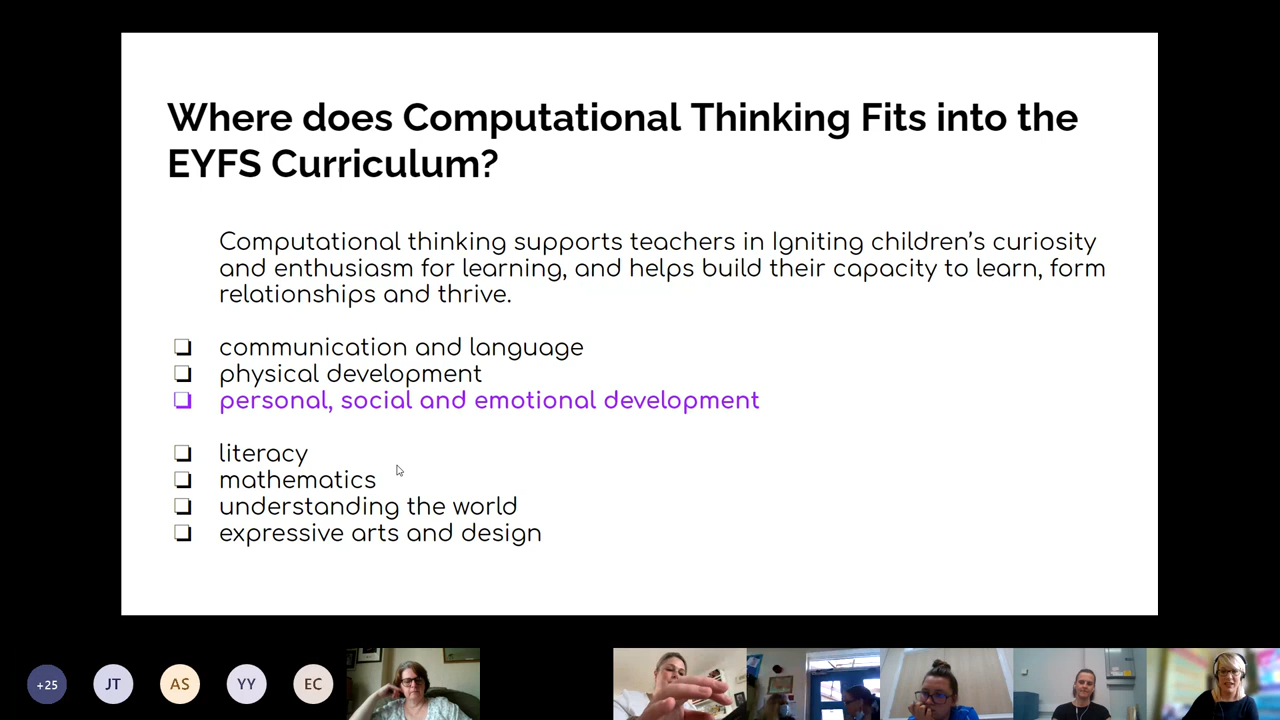 Where does Computational Thinking Fits into the
EYFS Curriculum?
Computational thinking supports teachers in Igniting children's curiosity
and enthusiasm for learning, and helps build their capacity to learn, form
relationships and thrive.
communication and language
physical development
personal, social and emotional development
literacy
mathematics
understanding the world
expressive arts and design
+25 JT AS YY EC